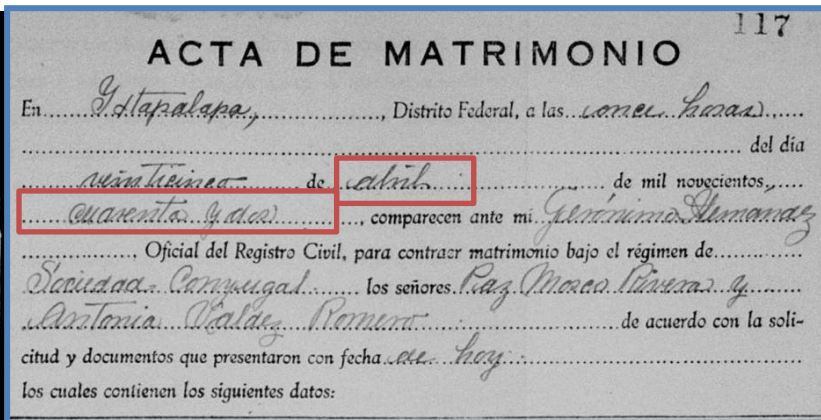 117
ACTA DE MATRIMONIO
En Ixtapalapa, , Distrito Federal, a las once horas,
del día
veinticinco de abril de mil novecientos,
cuarenta y dos , comparecen ante mi Gerónimo Hernandez
, Oficial del Registro Civil, para contraer matrimonio bajo el régimen de
Sociedad Conyugal los señores Paz Mosco Rivera y
Antonia Valdez Romero de acuerdo con la soli-
citud y documentos que presentaron con fecha de hoy
los cuales contienen los siguientes datos: